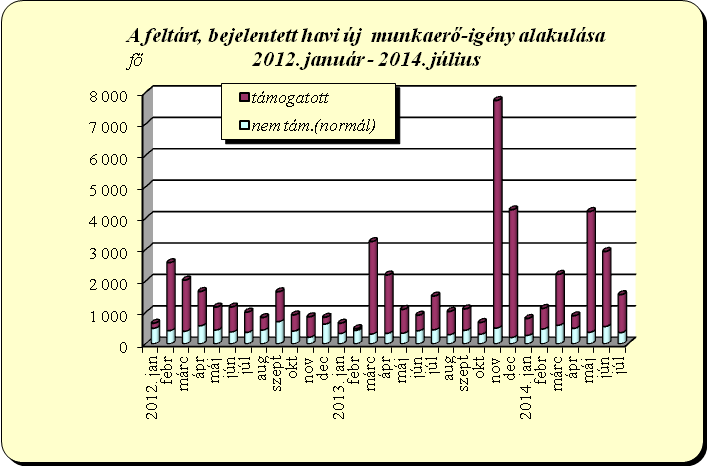 A feltárt, bejelentett havi új munkaerő-igény alakulása
2012. január - 2014. július
fő
támogatott
nem tám.(normál)
8 000
7 000
6 000
5 000
4 000
3 000
2 000
1 000
0
2012. jan
febr
márc
ápr
máj
jún
júl
aug
szept
okt
nov
dec
2013. jan
febr
márc
ápr
máj
jún
júl
aug
szept
okt
nov
dec
2014. jan
febr
márc
ápr
máj
jún
júl